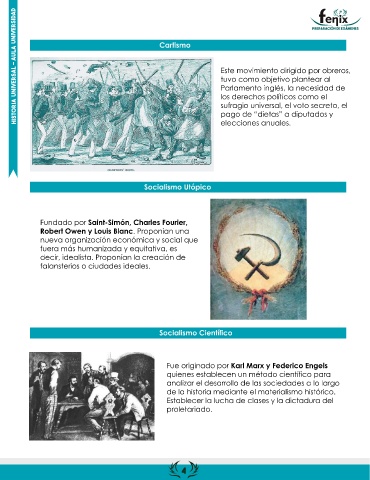 HISTORIA UNIVERSAL - AULA UNIVERSIDAD
fenix
PREPARACIÓN DE EXÁMENES
Cartismo
Este movimiento dirigido por obreros,
tuvo como objetivo plantear al
Parlamento inglés, la necesidad de
los derechos políticos como el
sufragio universal, el voto secreto, el
pago de "dietas" a diputados y
elecciones anuales.
Socialismo Utópico
Fundado por Saint-Simón, Charles Fourier,
Robert Owen y Louis Blanc. Proponían una
nueva organización económica y social que
fuera más humanizada y equitativa, es
decir, idealista. Proponían la creación de
falansterios o ciudades ideales.
Socialismo Científico
Fue originado por Karl Marx y Federico Engels
quienes establecen un método científico para
analizar el desarrollo de las sociedades a lo largo
de la historia mediante el materialismo histórico.
Establecer la lucha de clases y la dictadura del
proletariado.
4